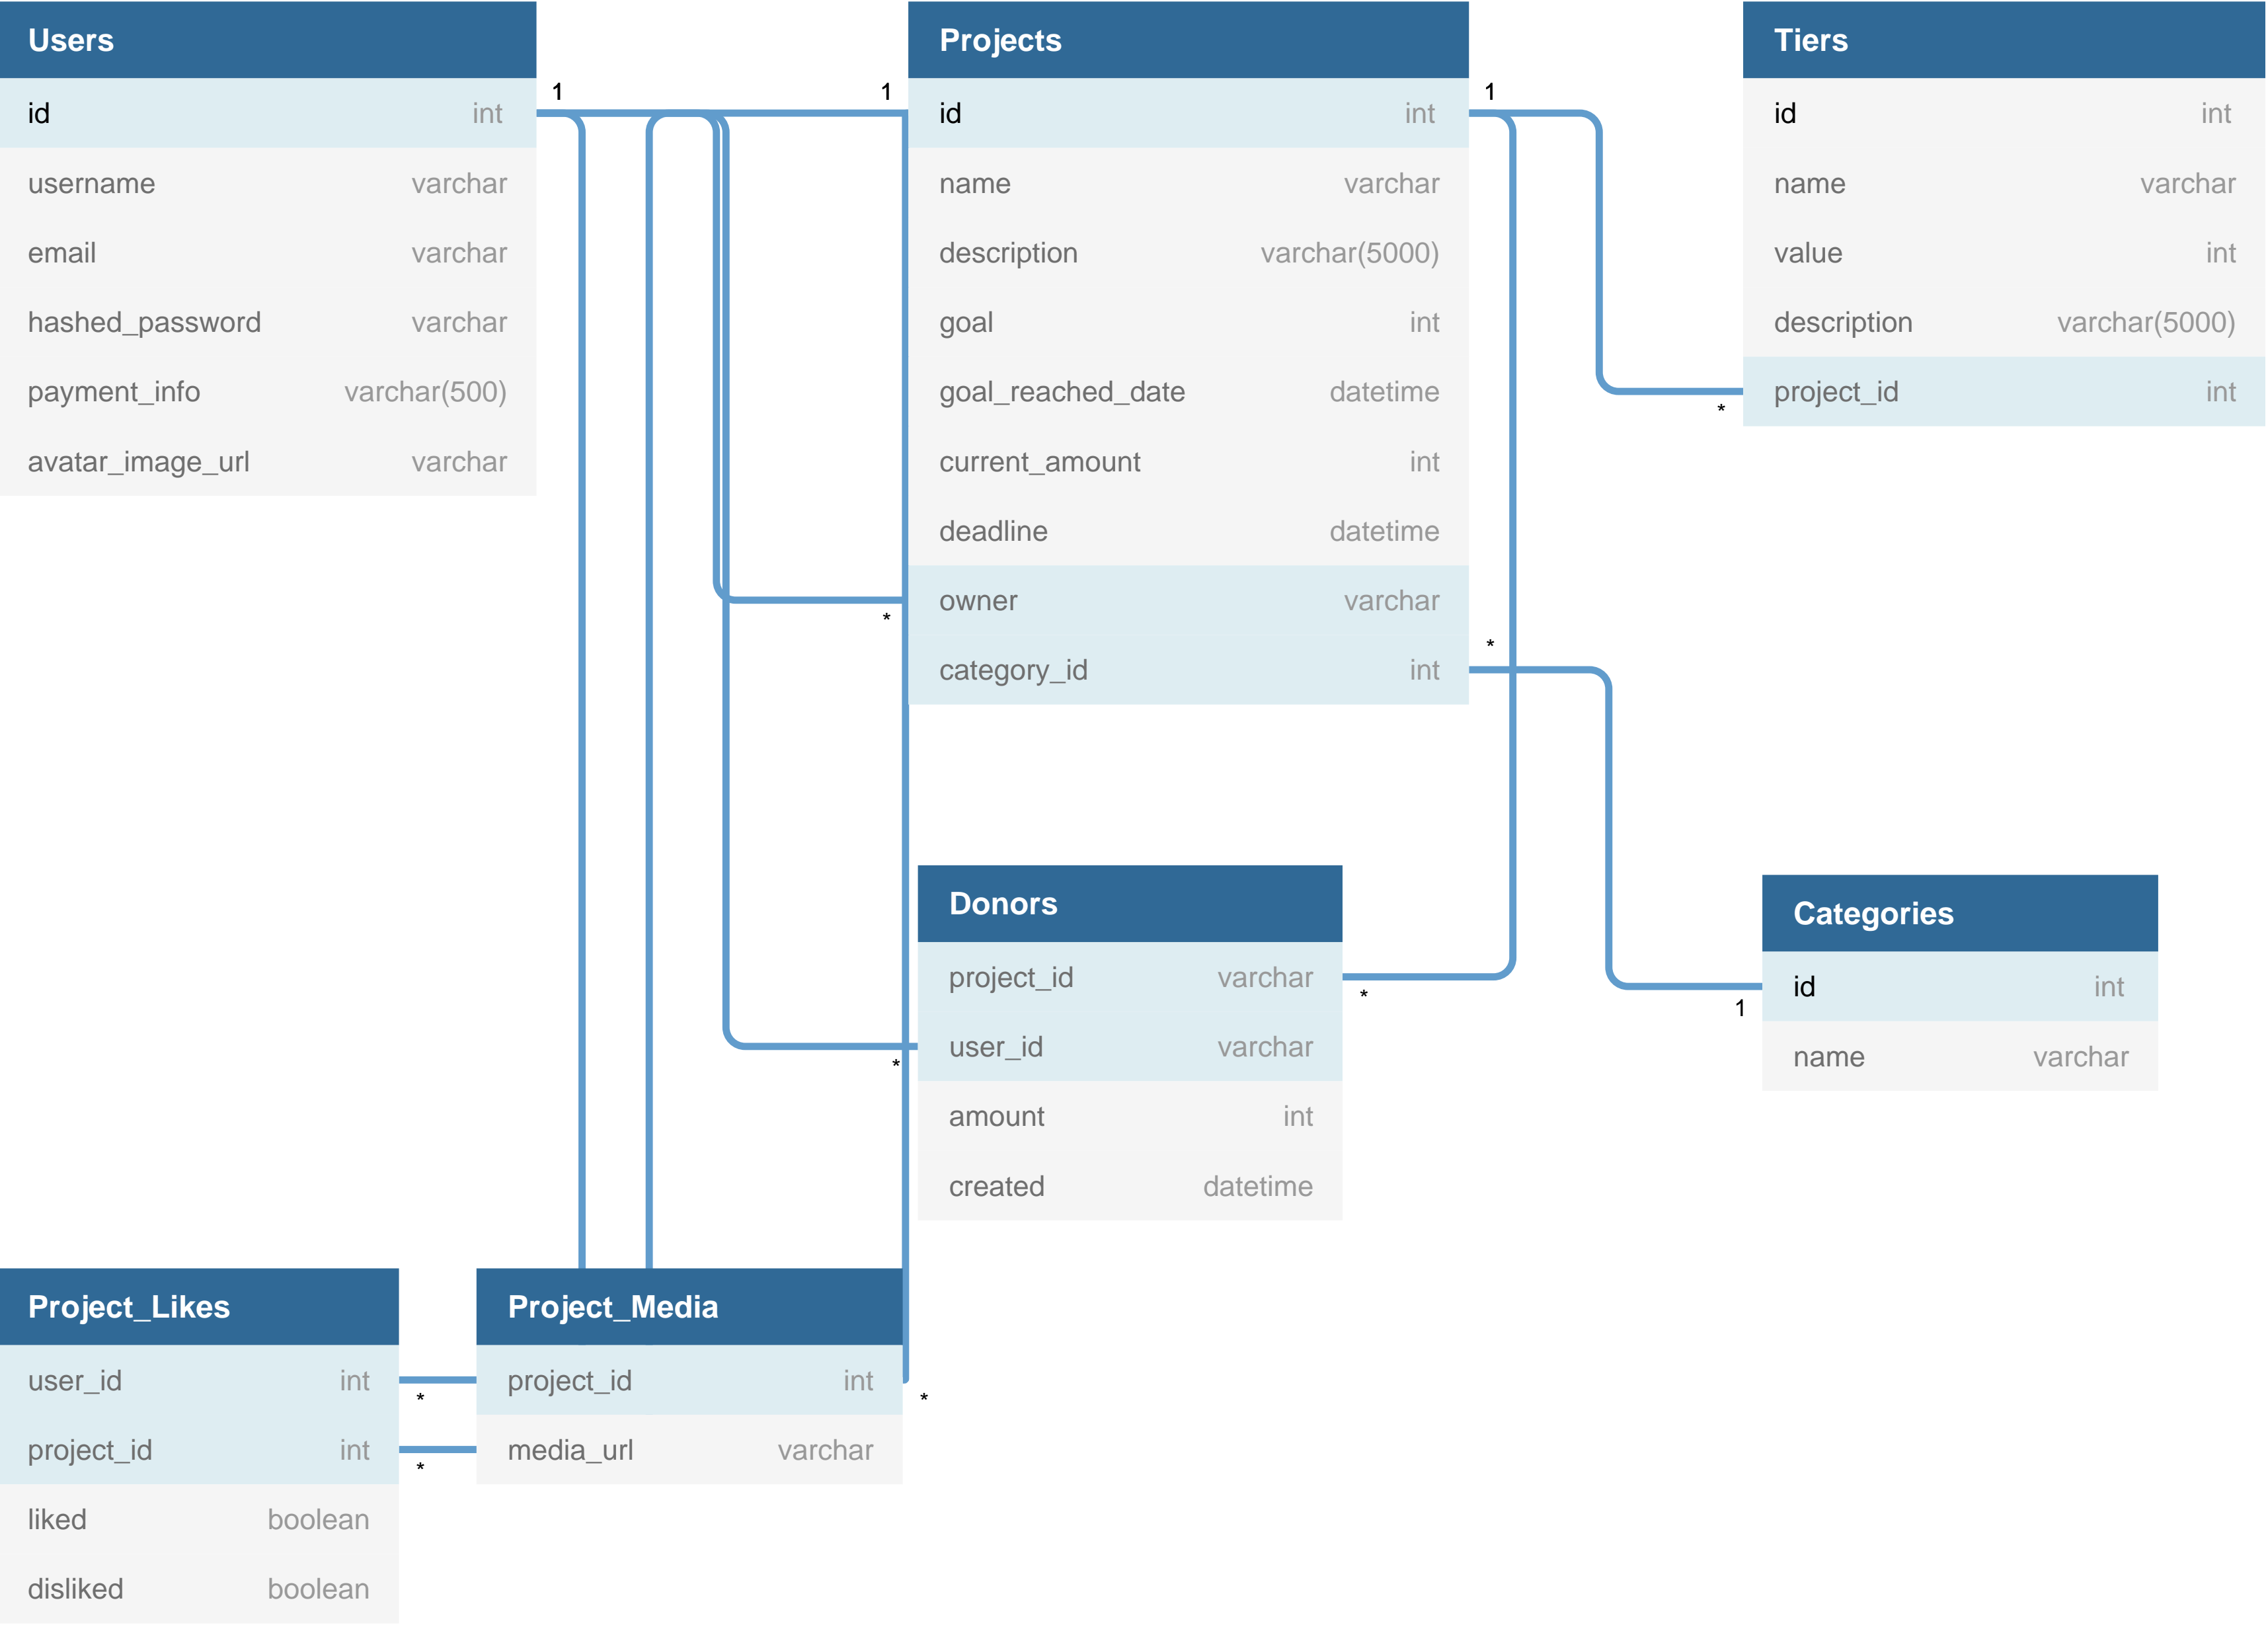 Users
id int
username varchar
email varchar
hashed_password varchar
payment_info varchar(500)
avatar_image_url varchar
1
1
Projects
id int
name varchar
description varchar(5000)
goal int
goal_reached_date datetime
current_amount int
deadline datetime
owner varchar
category_id int
*
1
*
Tiers
id int
name varchar
value int
description varchar(5000)
project_id int
*
Donors
project_id varchar
user_id varchar
amount int
created datetime
*
*
Categories
id int
name varchar
1
Project_Likes
user_id int
project_id int
liked boolean
disliked boolean
*
*
Project_Media
project_id int
media_url varchar
*